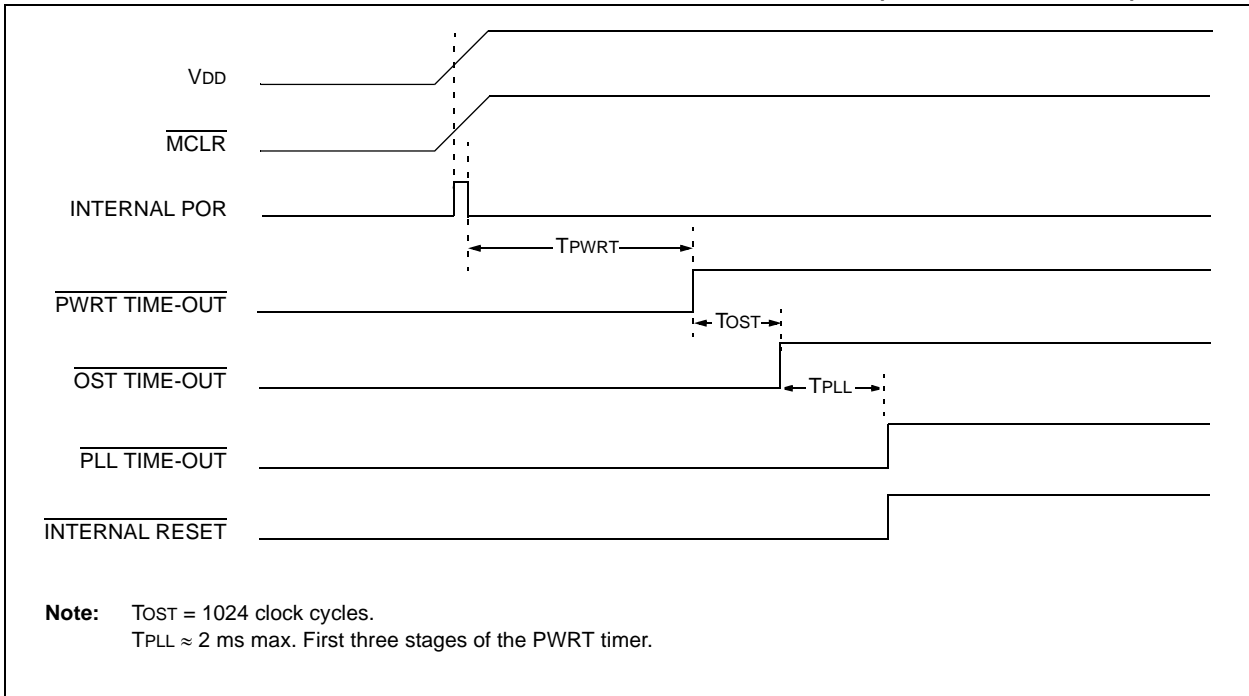 VDD
MCLR
INTERNAL POR
TPWRT
PWRT TIME-OUT
TOST
OST TIME-OUT
TPLL
PLL TIME-OUT
INTERNAL RESET
Note: TOST = 1024 clock cycles.
TPLL ≈ 2 ms max. First three stages of the PWRT timer.